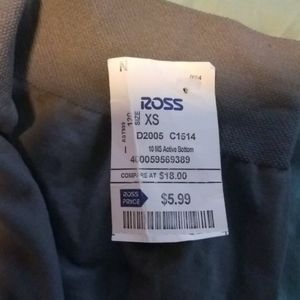 N
ROSS
SIZE
XS
D2005 C1514
10 MS Active Bottom
400059569389
COMPARE AT $18.00
ROSS
PRICE
$5.99